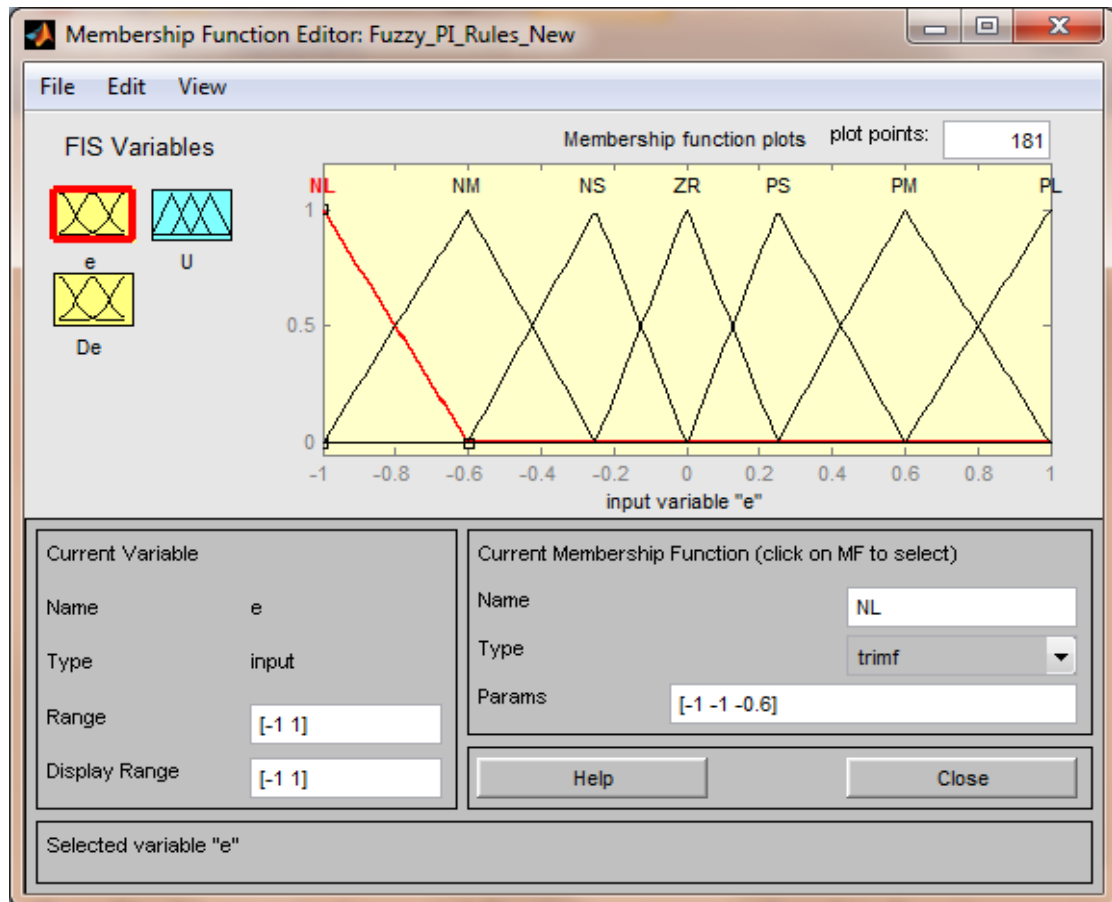 Membership Function Editor: Fuzzy_PI_Rules_New
File Edit View
FIS Variables
Membership function plots plot points: 181
e
U
De
NL NM NS ZR PS PM PL
1
0.5
0
-1 -0.8 -0.6 -0.4 -0.2 0 0.2 0.4 0.6 0.8 1
input variable "e"
Current Variable
Name e
Type input
Range [-1 1]
Display Range [-1 1]
Current Membership Function (click on MF to select)
Name NL
Type trimf
Params [-1 -1 -0.6]
Help Close
Selected variable "e"